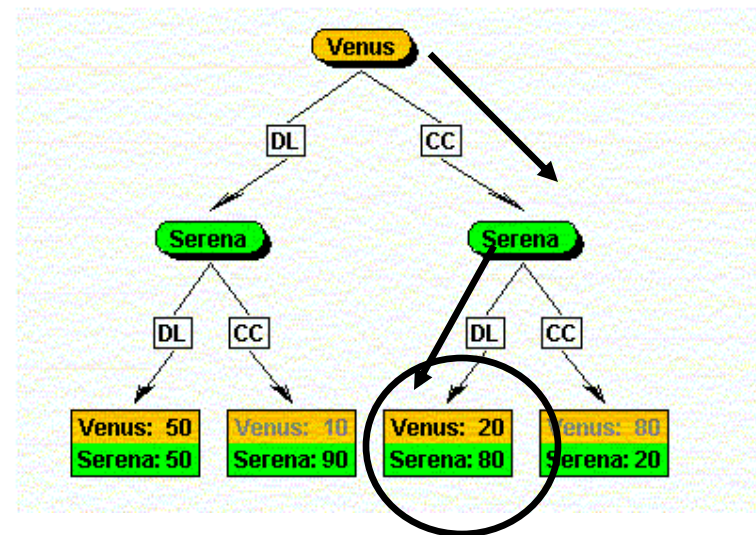 Venus
DL CC
Serena Serena
DL CC DL CC
Venus: 50 Venus: 10 Venus: 20 Venus: 80
Serena: 50 Serena: 90 Serena: 80 Serena: 20